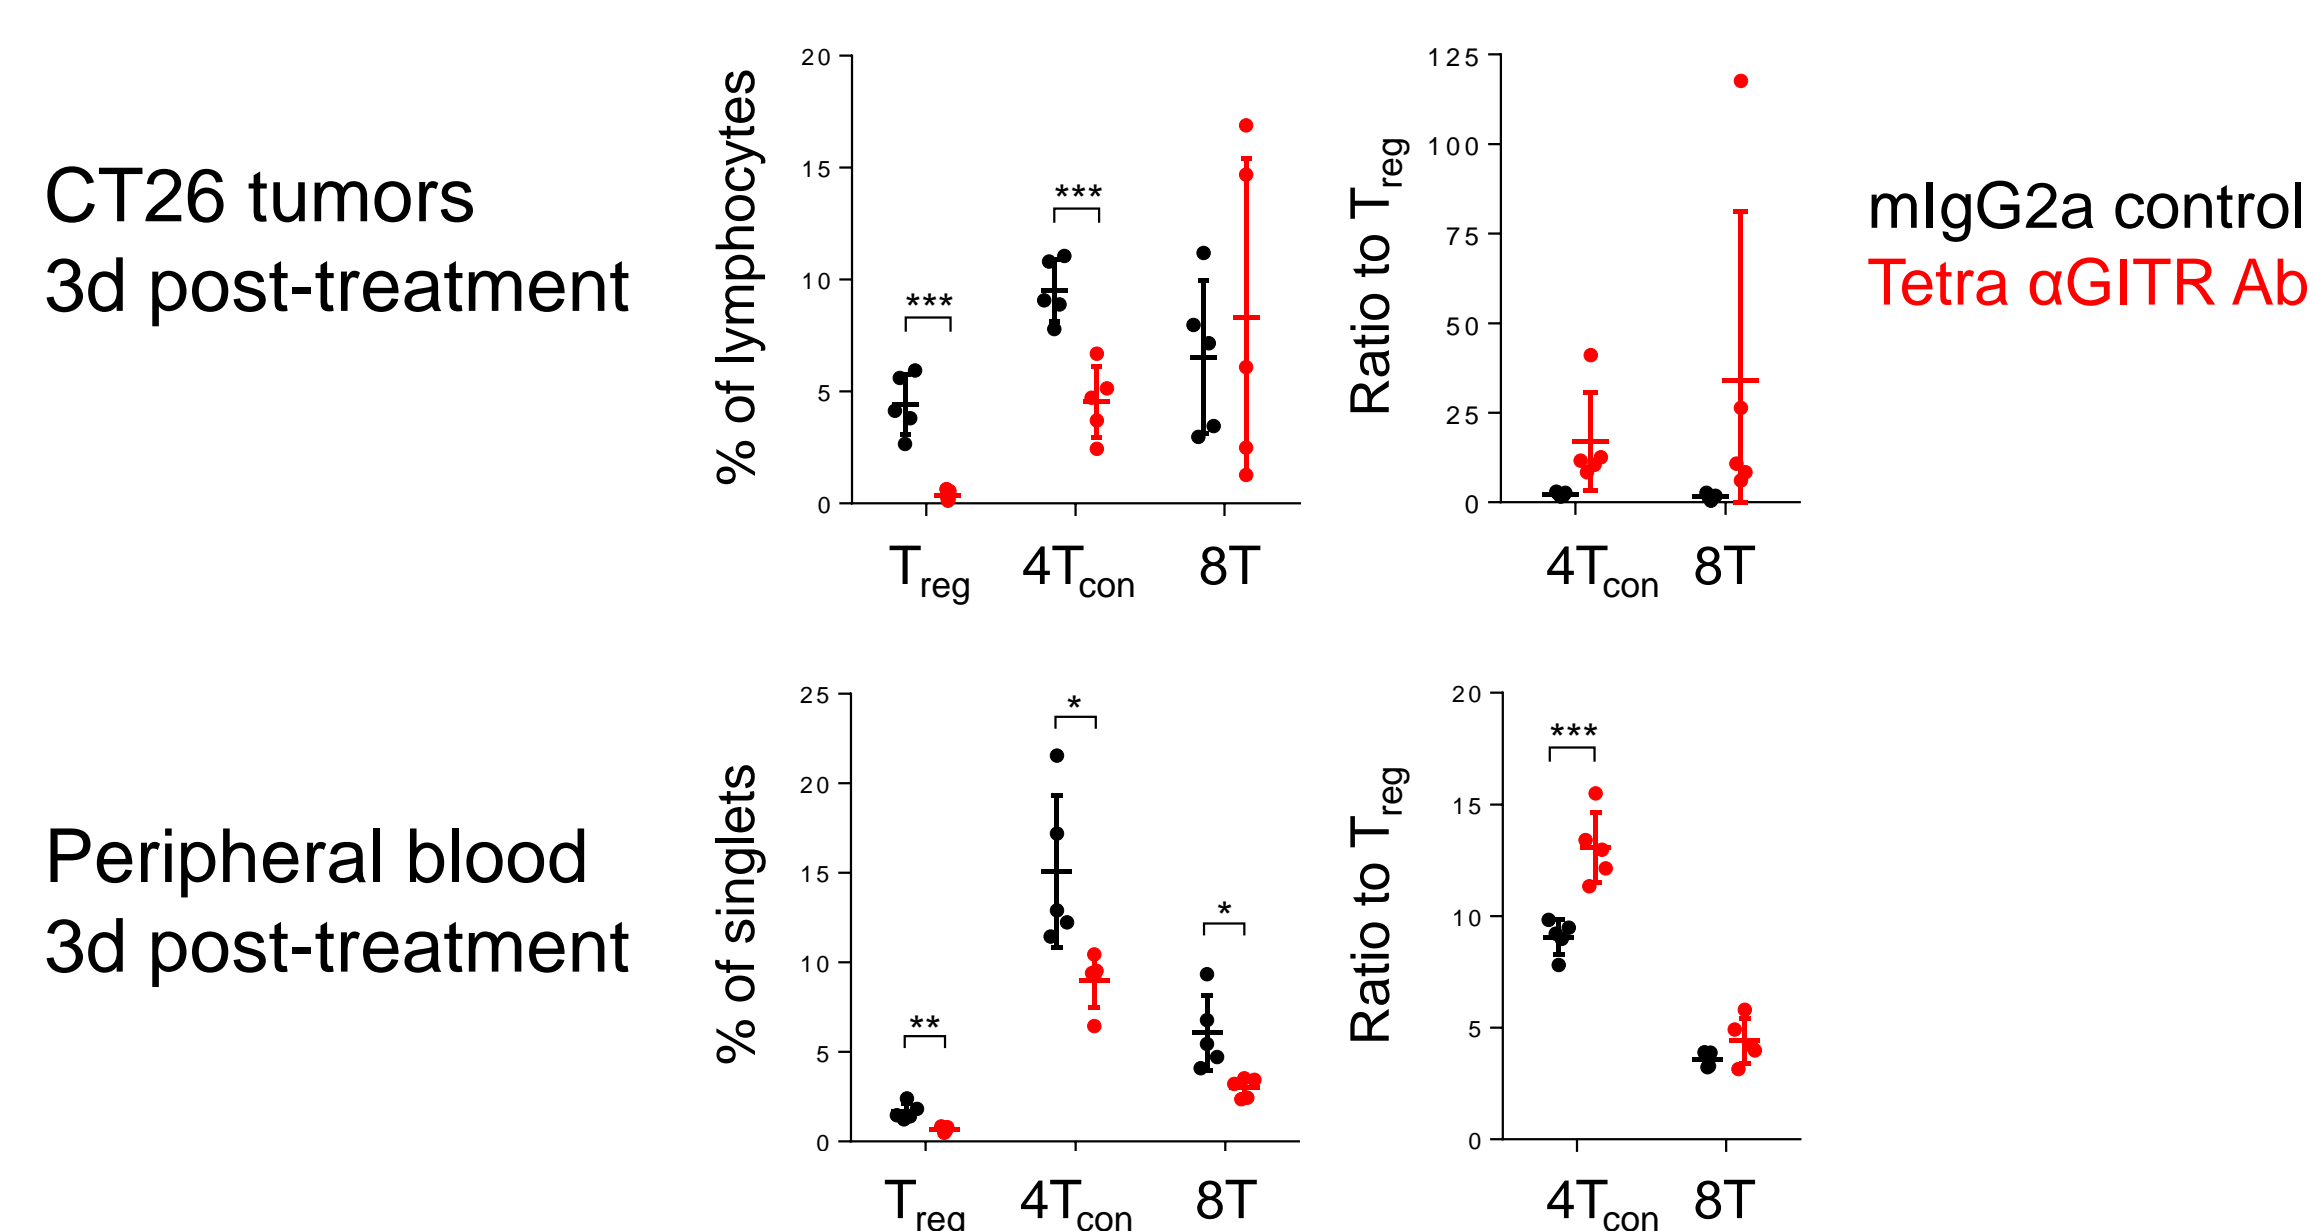 CT26 tumors
3d post-treatment
% of lymphocytes
20
15
10
5
0
***
***
Treg
4Tcon
8T
Ratio to Treg
125
100
75
50
25
0
4Tcon
8T
mIgG2a control
Tetra αGITR Ab
Peripheral blood
3d post-treatment
% of singlets
25
20
15
10
5
0
**
*
*
Treg
4Tcon
8T
Ratio to Treg
20
15
10
5
0
***
4Tcon
8T